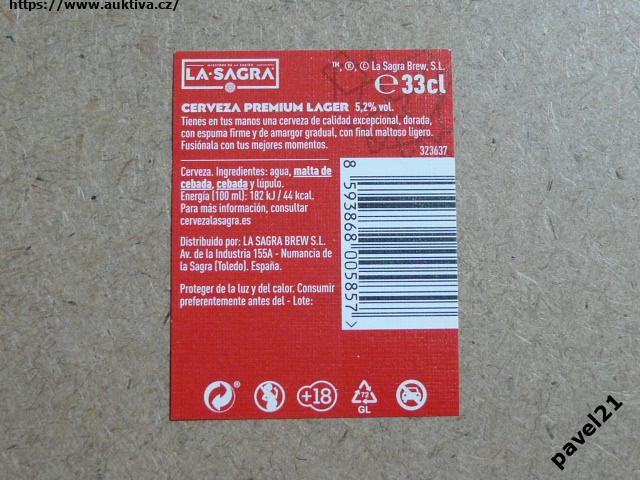 https://www.auktiva.cz/
LA·SAGRA
™, ®, © La Sagra Brew, S.L.
℮ 33cl
CERVEZA PREMIUM LAGER 5,2% vol.
Tienes en tus manos una cerveza de calidad excepcional, dorada,
con espuma firme y de amargor gradual, con final maltoso ligero.
Fusiónala con tus mejores momentos.
323637
Cerveza. Ingredientes: agua, malta de
cebada, cebada y lúpulo.
Energía (100 ml): 182 kJ / 44 kcal.
Para más información, consultar
cervezalasagra.es
Distribuido por: LA SAGRA BREW S.L.
Av. de la Industria 155A - Numancia de
la Sagra (Toledo). España.
Proteger de la luz y del calor. Consumir
preferentemente antes del - Lote:
8 593868 005857 >
®
+18
72
GL
pavel21